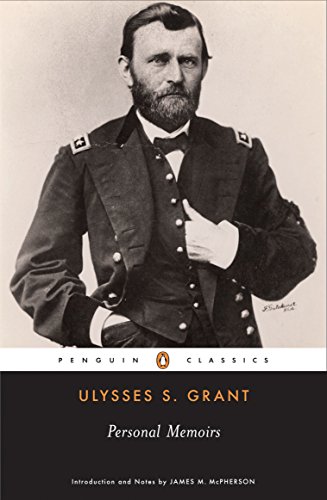 PENGUIN CLASSICS
ULYSSES S. GRANT
Personal Memoirs
Introduction and Notes by JAMES M. McPHERSON